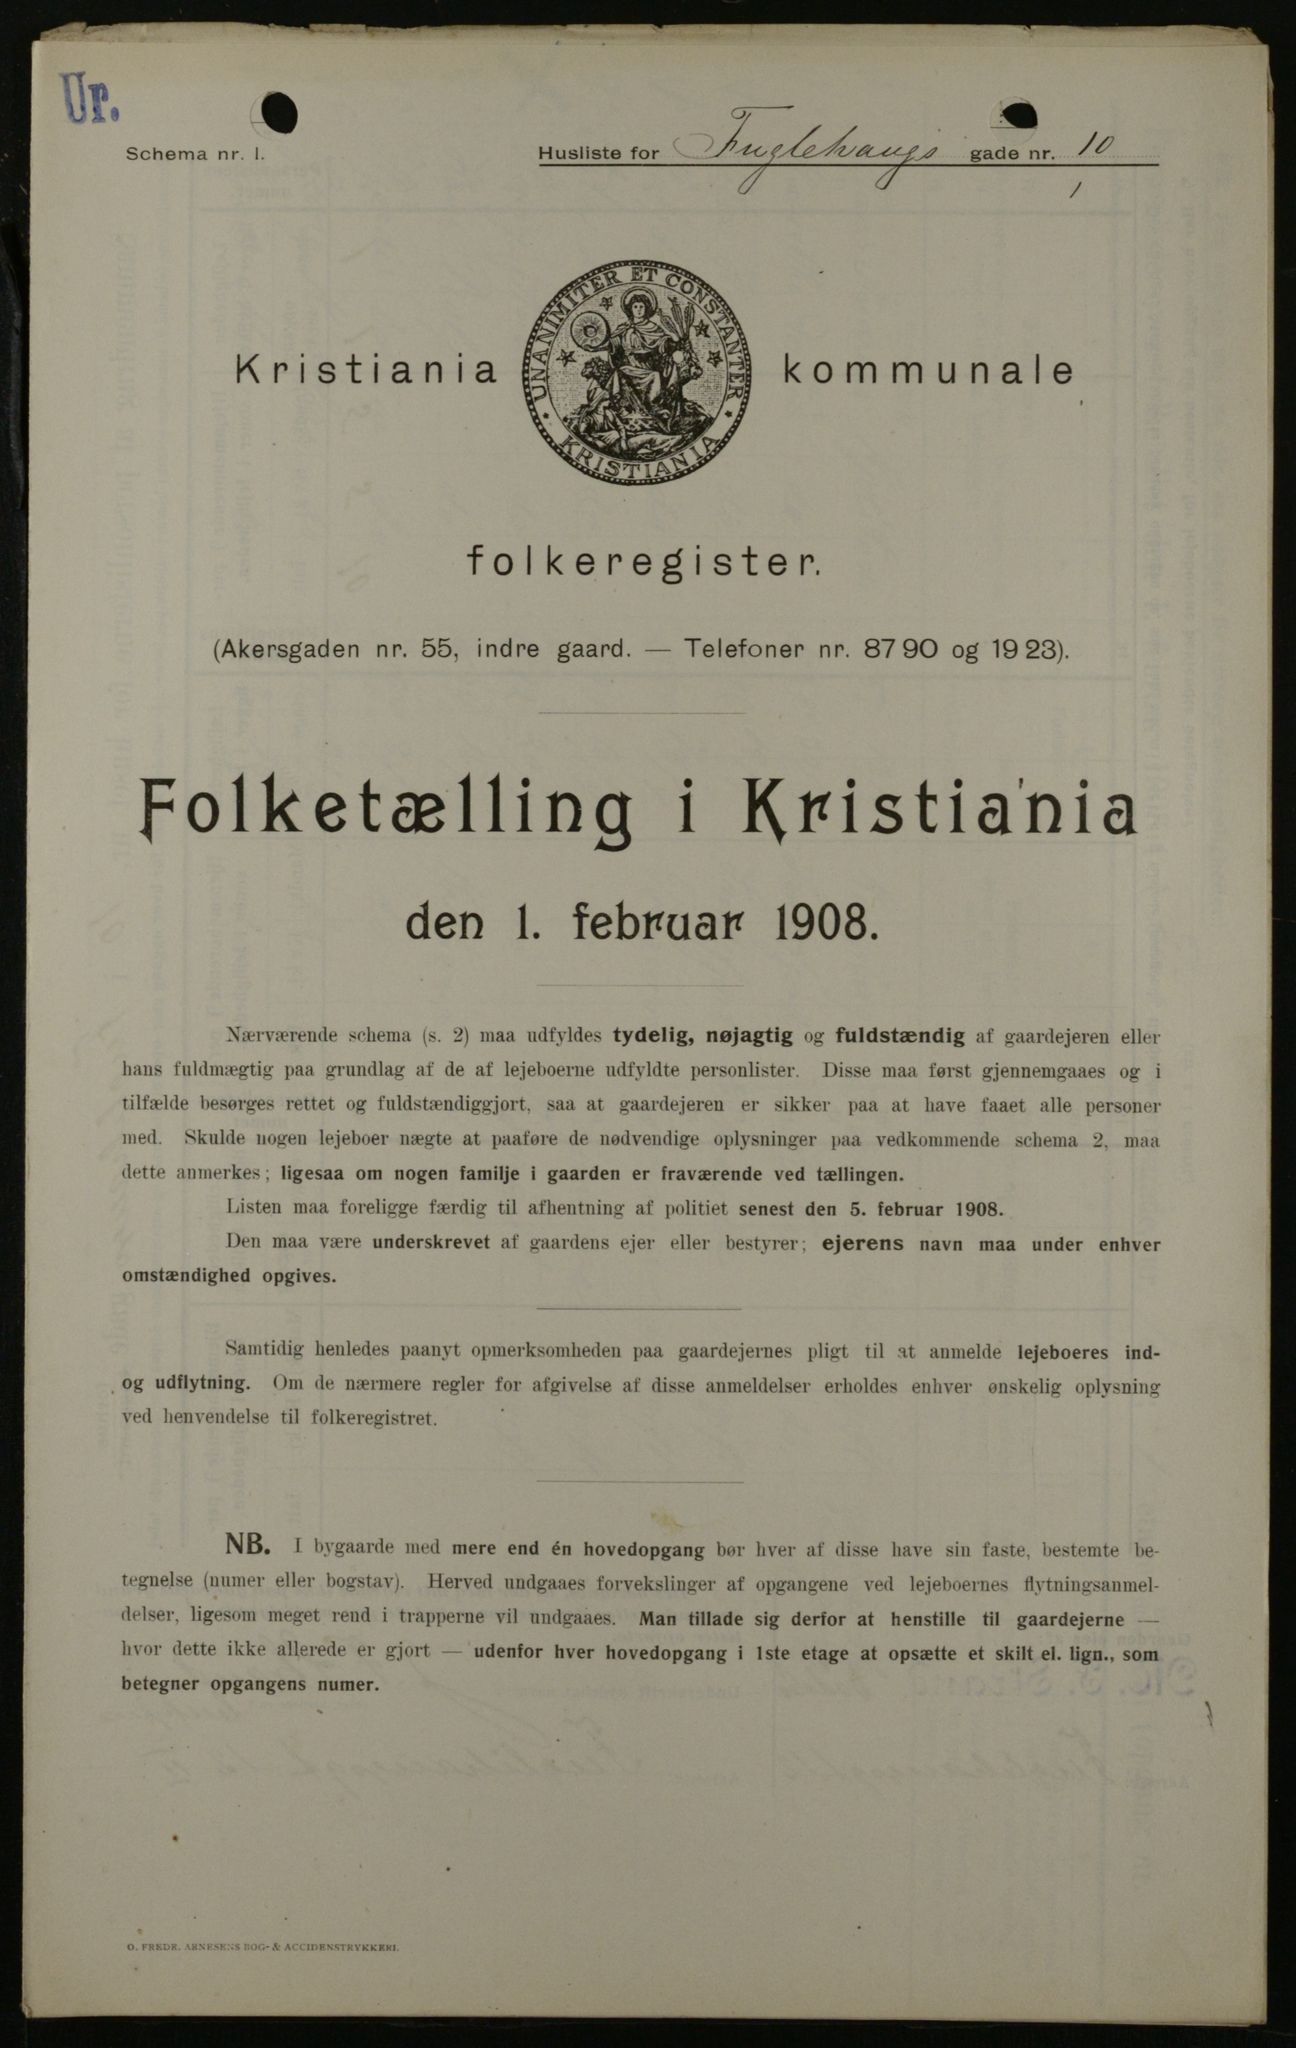 Ur.
Schema nr. 1.
Husliste for Fuglehaugs gade nr. 10
UNANIMITER ET CONSTANTER
KRISTIANIA
Kristiania kommunale
folkeregister.
(Akersgaden nr. 55, indre gaard. — Telefoner nr. 8790 og 1923).
Folketælling i Kristiania
den 1. februar 1908.
Nærværende schema (s. 2) maa udfyldes tydelig, nøjagtig og fuldstændig af gaardejeren eller
hans fuldmægtig paa grundlag af de af lejeboerne udfyldte personlister. Disse maa først gjennemgaaes og i
tilfælde besørges rettet og fuldstændiggjort, saa at gaardejeren er sikker paa at have faaet alle personer
med. Skulde nogen lejeboer nægte at paaføre de nødvendige oplysninger paa vedkommende schema 2, maa
dette anmerkes; ligesaa om nogen familje i gaarden er fraværende ved tællingen.
Listen maa foreligge færdig til afhentning af politiet senest den 5. februar 1908.
Den maa være underskrevet af gaardens ejer eller bestyrer; ejerens navn maa under enhver
omstændighed opgives.
Samtidig henledes paanyt opmerksomheden paa gaardejernes pligt til at anmelde lejeboeres ind-
og udflytning. Om de nærmere regler for afgivelse af disse anmeldelser erholdes enhver ønskelig oplysning
ved henvendelse til folkeregistret.
NB. I bygaarde med mere end én hovedopgang bør hver af disse have sin faste, bestemte be-
tegnelse (numer eller bogstav). Herved undgaaes forvekslinger af opgangene ved lejeboernes flytningsanmel-
delser, ligesom meget rend i trapperne vil undgaaes. Man tillade sig derfor at henstille til gaardejerne —
hvor dette ikke allerede er gjort — udenfor hver hovedopgang i 1ste etage at opsætte et skilt el. lign., som
betegner opgangens numer.
O. FREDR. ARNESENS BOG- & ACCIDENSTRYKKERI.